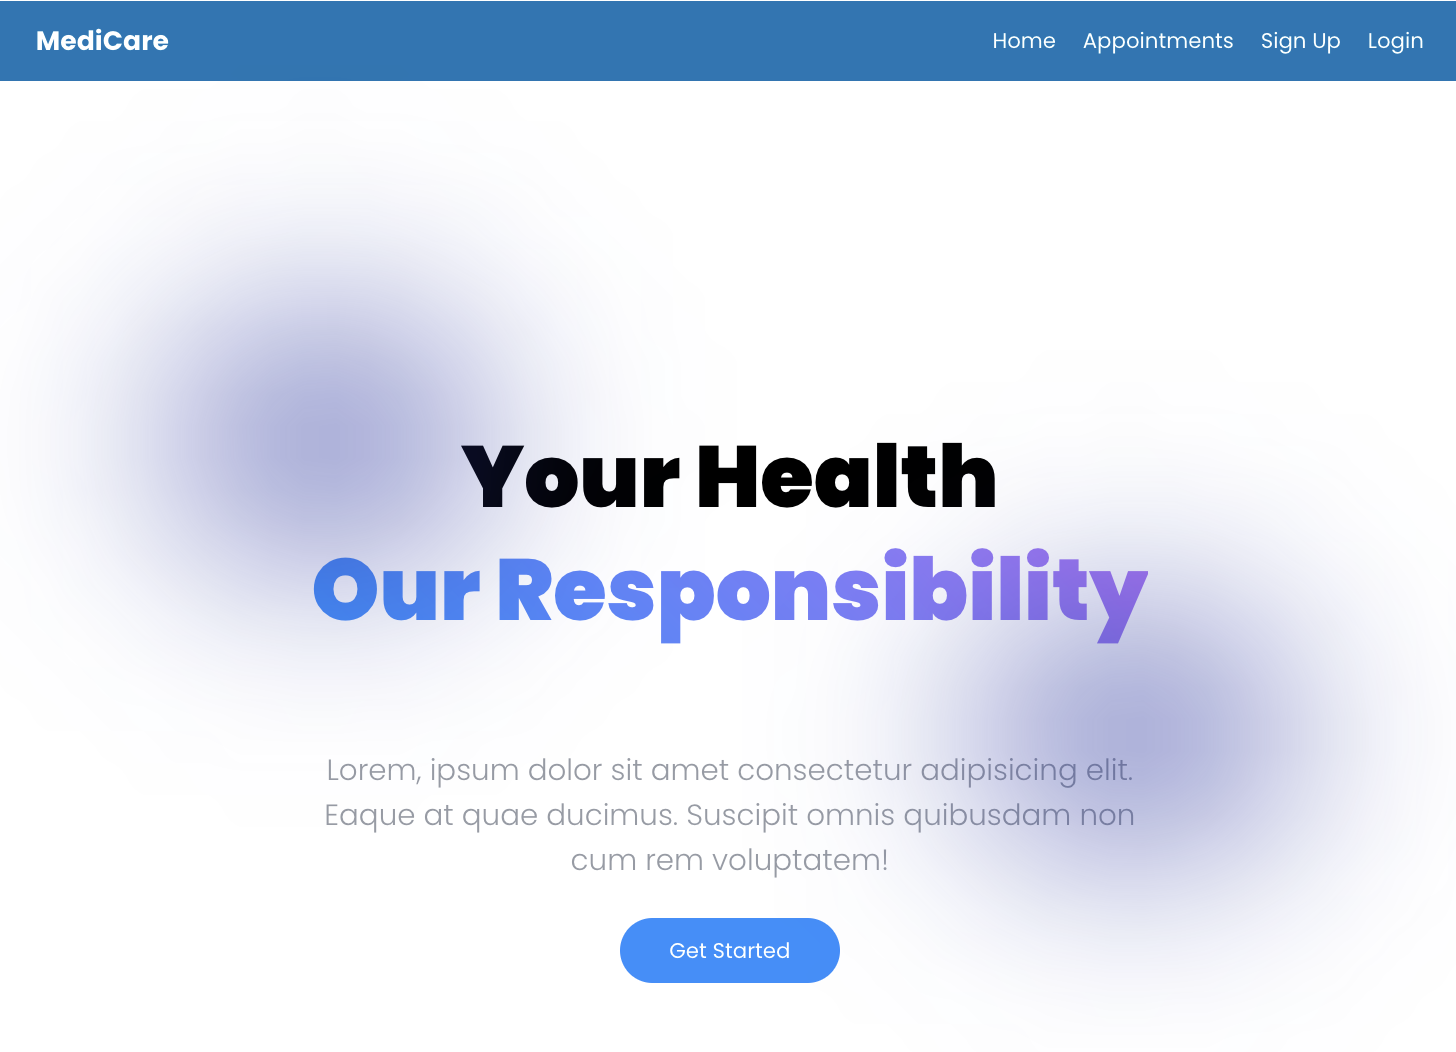 MediCare
Home Appointments Sign Up Login
Your Health
Our Responsibility
Lorem, ipsum dolor sit amet consectetur adipisicing elit.
Eaque at quae ducimus. Suscipit omnis quibusdam non
cum rem voluptatem!
Get Started